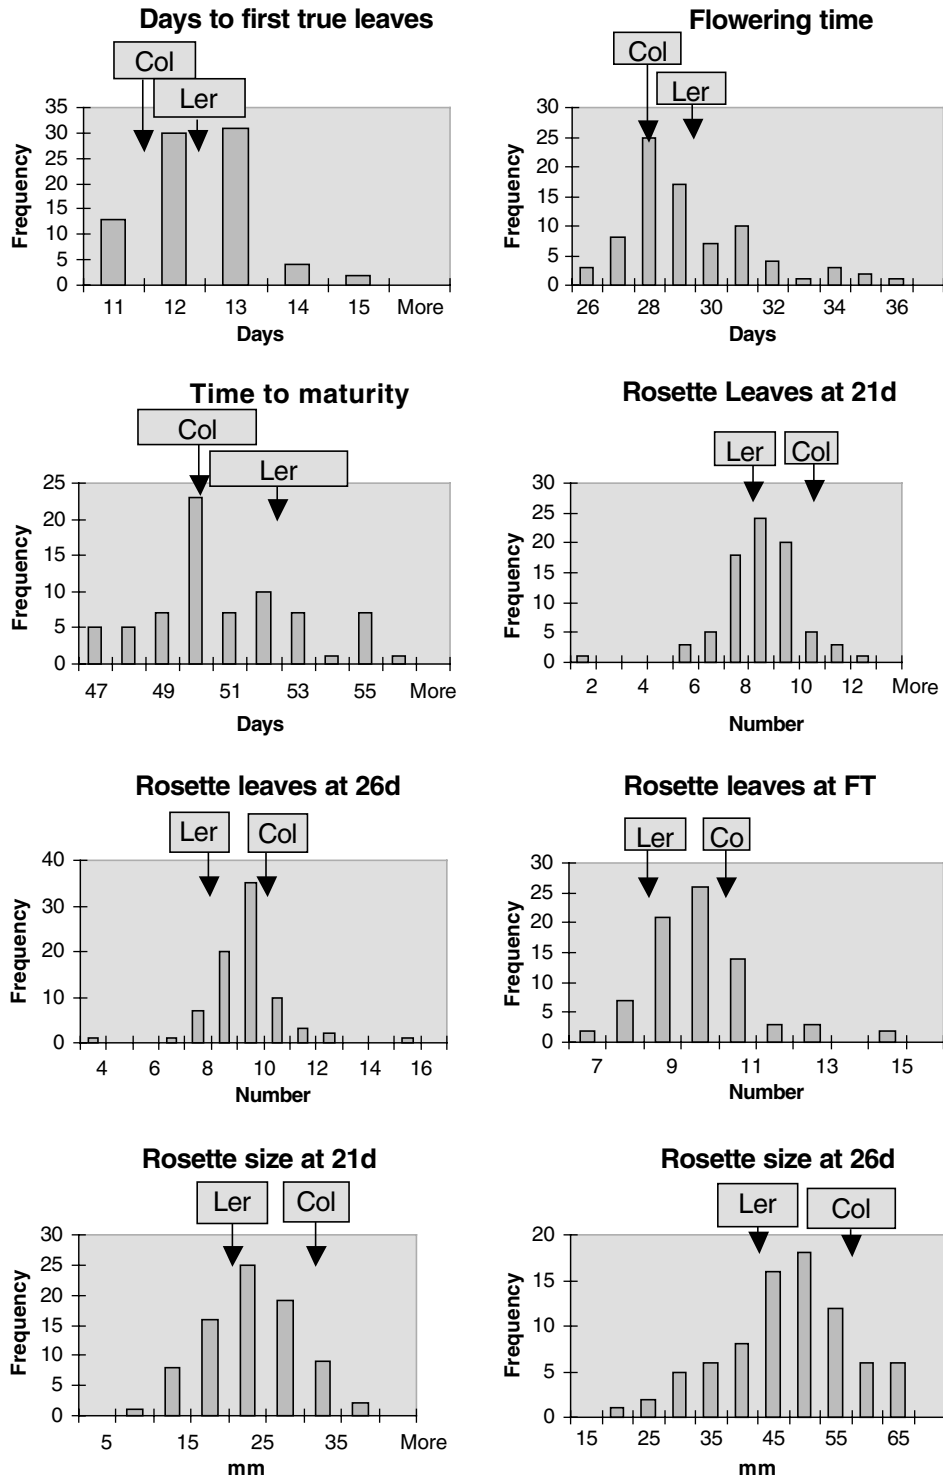 Days to first true leaves
Col
Ler
35
30
25
20
15
10
5
0
Frequency
11 12 13 14 15 More
Days
Flowering time
Col
Ler
30
25
20
15
10
5
0
Frequency
26 28 30 32 34 36
Days
Time to maturity
Col
Ler
25
20
15
10
5
0
Frequency
47 49 51 53 55 More
Days
Rosette Leaves at 21d
Ler Col
30
25
20
15
10
5
0
Frequency
2 4 6 8 10 12 More
Number
Rosette leaves at 26d
Ler Col
40
30
20
10
0
Frequency
4 6 8 10 12 14 16
Number
Rosette leaves at FT
Ler Co
30
25
20
15
10
5
0
Frequency
7 9 11 13 15
Number
Rosette size at 21d
Ler Col
30
25
20
15
10
5
0
Frequency
5 15 25 35 More
mm
Rosette size at 26d
Ler Col
20
15
10
5
0
Frequency
15 25 35 45 55 65
mm